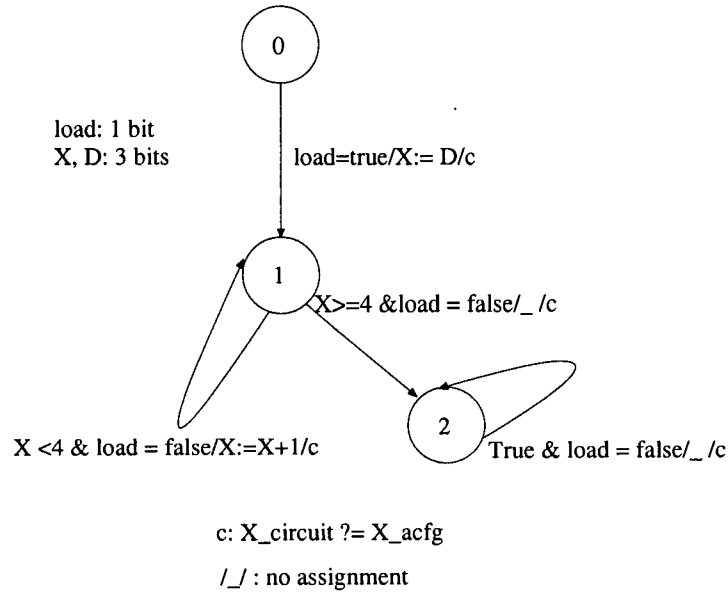 0
load: 1 bit
X, D: 3 bits
load=true/X:= D/c
1
X>=4 &load = false/_ /c
2
X <4 & load = false/X:=X+1/c
True & load = false/_ /c
c: X_circuit ?= X_acfg
/_/ : no assignment